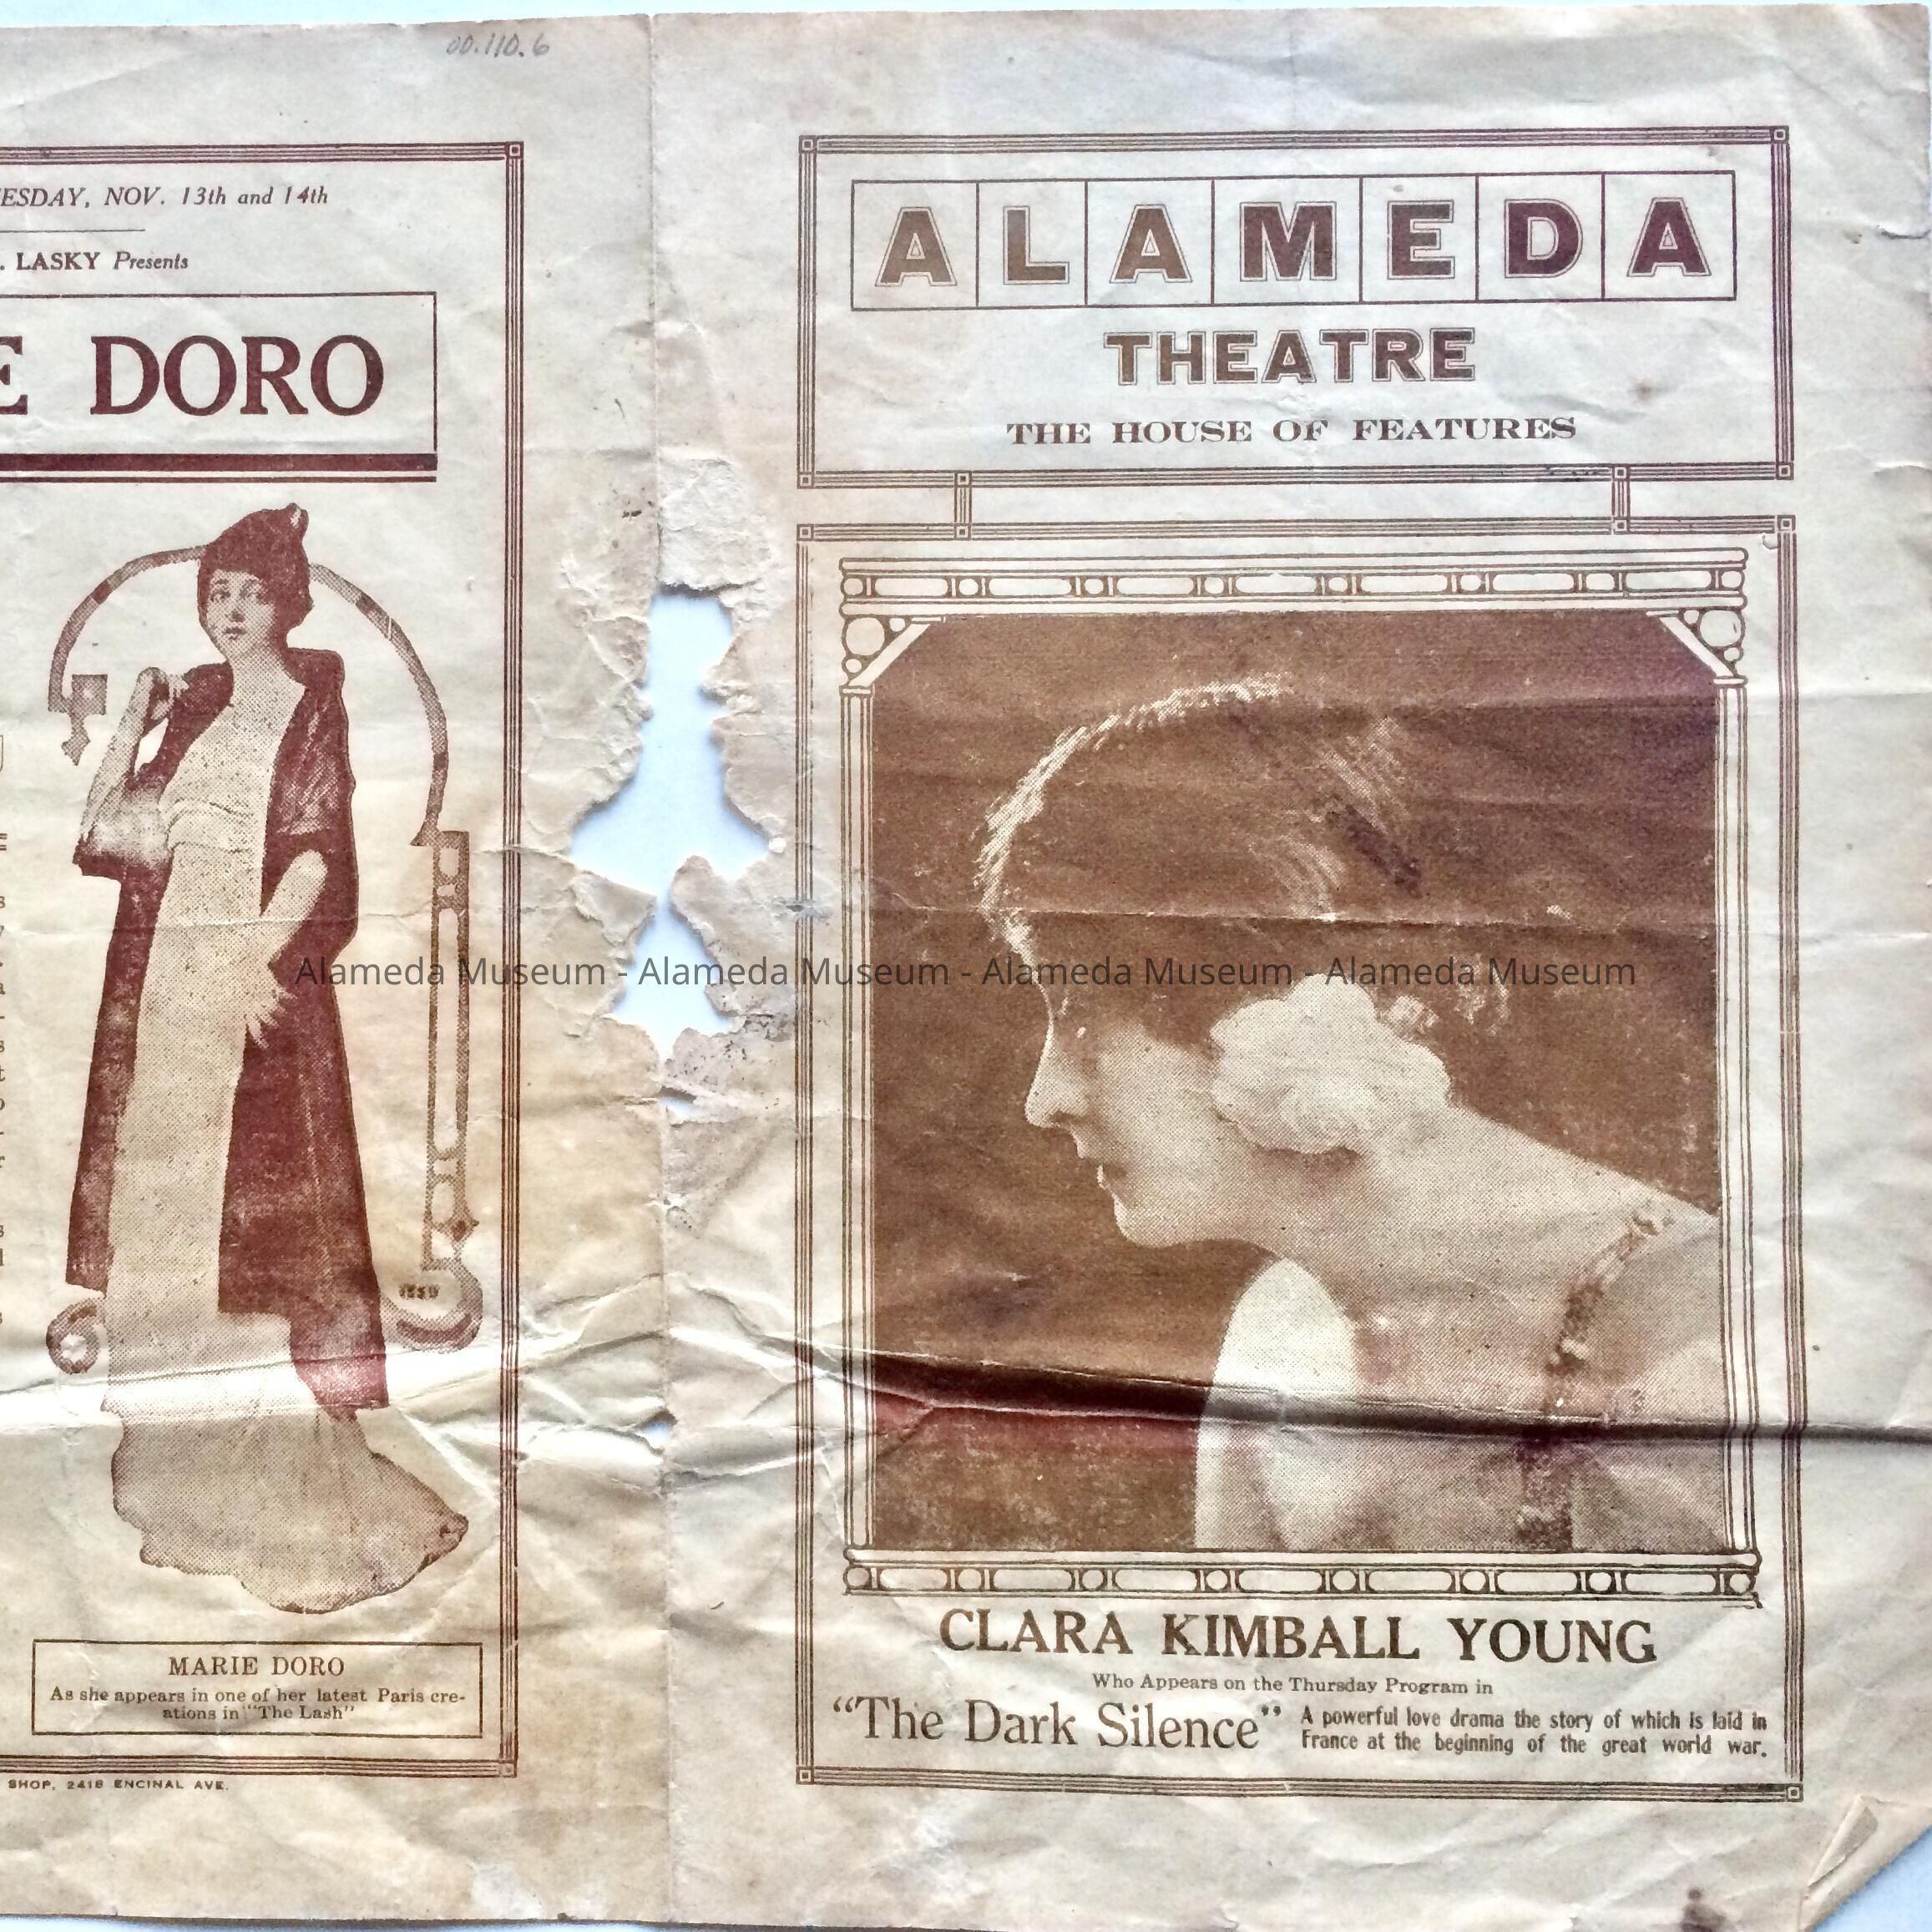 00.110.6
ESDAY, NOV. 13th and 14th
. LASKY Presents
E DORO
MARIE DORO
As she appears in one of her latest Paris cre-
ations in "The Lash"
SHOP, 2418 ENCINAL AVE.
ALAMEDA
THEATRE
THE HOUSE OF FEATURES
Alameda Museum - Alameda Museum - Alameda Museum - Alameda Museum
CLARA KIMBALL YOUNG
Who Appears on the Thursday Program in
"The Dark Silence"
A powerful love drama the story of which is laid in
France at the beginning of the great world war.